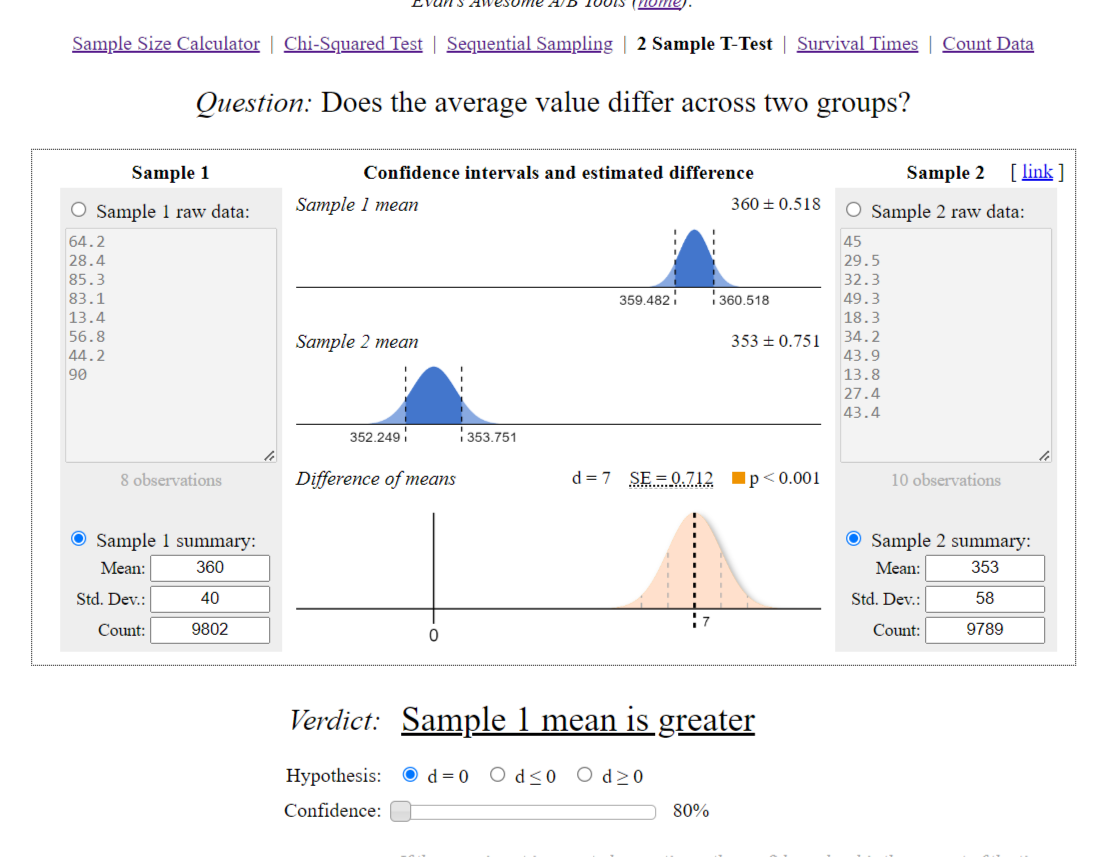 Evan's Awesome A/B Tools (home):
Sample Size Calculator | Chi-Squared Test | Sequential Sampling | 2 Sample T-Test | Survival Times | Count Data
Question: Does the average value differ across two groups?
Sample 1
Confidence intervals and estimated difference
Sample 2 [ link ]
Sample 1 raw data:
64.2
28.4
85.3
83.1
13.4
56.8
44.2
90
8 observations
Sample 1 summary:
Mean: 360
Std. Dev.: 40
Count: 9802
Sample 1 mean 360 ± 0.518
359.482 360.518
Sample 2 mean 353 ± 0.751
352.249 353.751
Difference of means d = 7 SE = 0.712 p < 0.001
0 7
Sample 2 raw data:
45
29.5
32.3
49.3
18.3
34.2
43.9
13.8
27.4
43.4
10 observations
Sample 2 summary:
Mean: 353
Std. Dev.: 58
Count: 9789
Verdict: Sample 1 mean is greater
Hypothesis: d = 0 d ≤ 0 d ≥ 0
Confidence: 80%